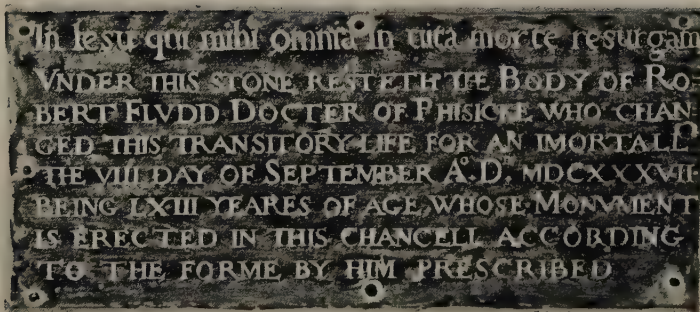 In Iesu qui mihi omnia in uita morte resurgam
VNDER THIS STONE RESTETH THE BODY OF RO
BERT FLVDD DOCTER OF PHISICKE WHO CHAN
GED THIS TRANSITORY LIFE FOR AN IMORTALL
THE VIII DAY OF SEPTEMBER A.o D. MDCXXXVII
BEING LXIII YEARES OF AGE, WHOSE MONVMENT
IS ERECTED IN THIS CHANCELL ACCORDING
TO THE FORME BY HIM PRESCRIBED